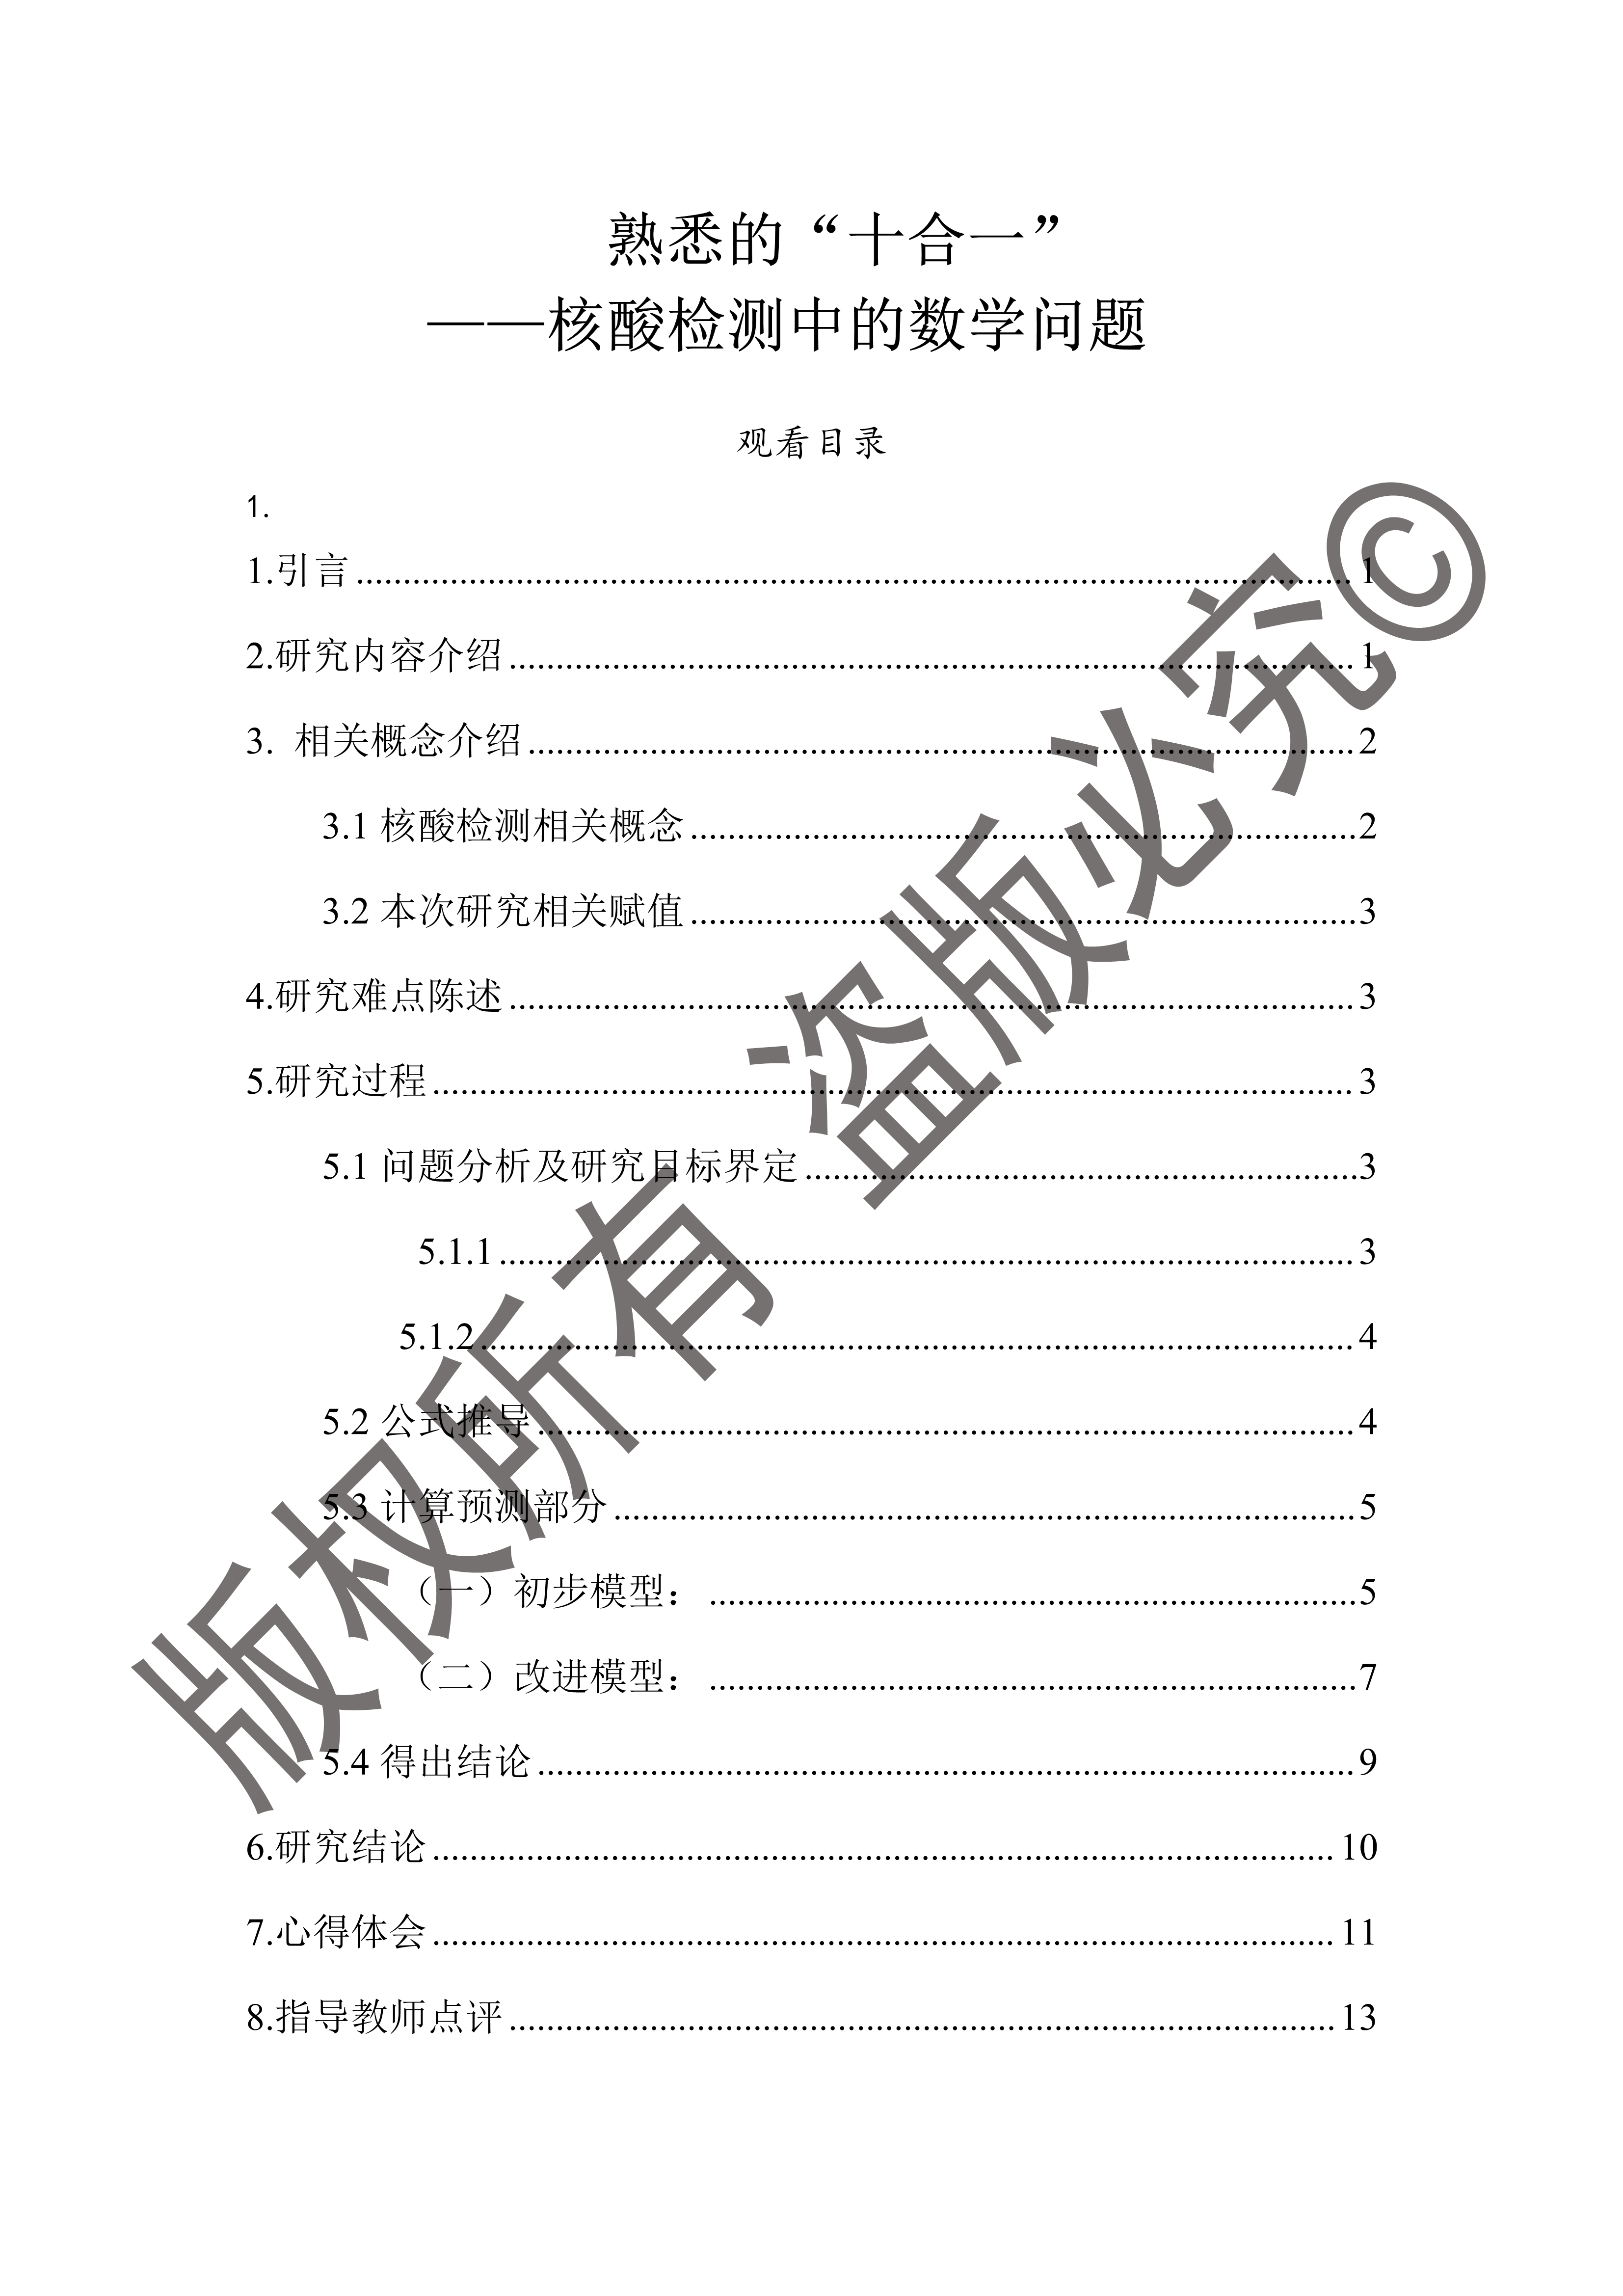 熟悉的“十合一”
——核酸检测中的数学问题
观看目录
1.
1.引言........................................1
2.研究内容介绍........................................1
3. 相关概念介绍........................................2
3.1 核酸检测相关概念........................................2
3.2 本次研究相关赋值........................................3
4.研究难点陈述........................................3
5.研究过程........................................3
5.1 问题分析及研究目标界定........................................3
5.1.1........................................3
5.1.2........................................4
5.2 公式推导........................................4
5.3 计算预测部分........................................5
（一）初步模型：........................................5
（二）改进模型：........................................7
5.4 得出结论........................................9
6.研究结论........................................10
7.心得体会........................................11
8.指导教师点评........................................13
版权所有 盗版必究©